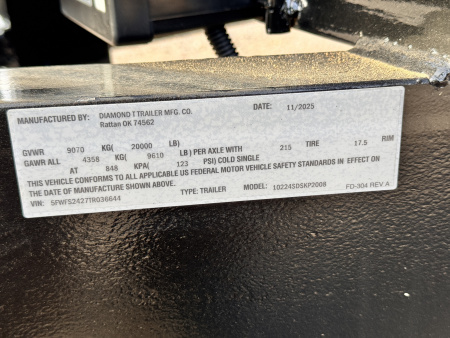 MANUFACTURED BY: DIAMOND T TRAILER MFG. CO. DATE: 11/2025
Rattan OK 74562
GVWR 9070 KG( 20000 LB)
GAWR ALL 4358 KG( 9610 LB) PER AXLE WITH 215 TIRE 17.5 RIM
AT 848 KPA( 123 PSI) COLD SINGLE
THIS VEHICLE CONFORMS TO ALL APPLICABLE US FEDERAL MOTOR VEHICLE SAFETY STANDARDS IN EFFECT ON
THE DATE OF MANUFACTURE SHOWN ABOVE.
VIN: 5FWFS2427TR036644 TYPE: TRAILER MODEL: 10224SDSKP2008 FD-304 REV A